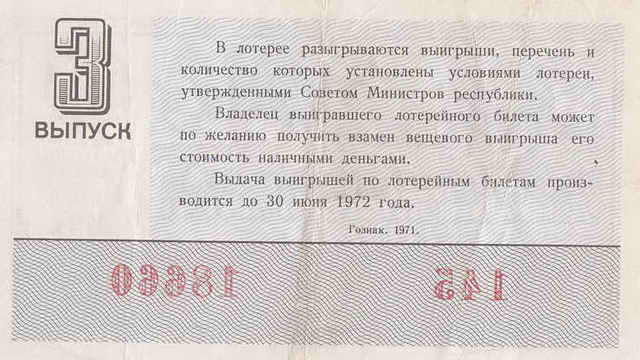 3
ВЫПУСК
В лотерее разыгрываются выигрыши, перечень и
количество которых установлены условиями лотереи,
утвержденными Советом Министров республики.
Владелец выигравшего лотерейного билета может
по желанию получить взамен вещевого выигрыша его
стоимость наличными деньгами.
Выдача выигрышей по лотерейным билетам произ-
водится до 30 июня 1972 года.
Гознак. 1971.
145